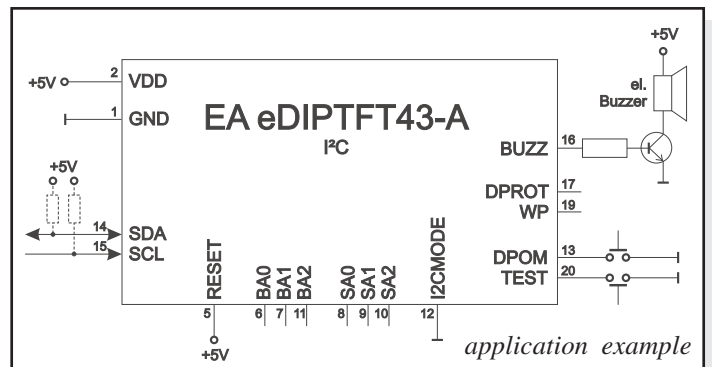 +5V
+5V 2 VDD
1 GND
EA eDIPTFT43-A
I²C
el.
Buzzer
BUZZ 16
+5V
DPROT 17
WP 19
14 SDA
15 SCL
DPOM 13
TEST 20
RESET BA0 BA1 BA2 SA0 SA1 SA2 I2CMODE
5 6 7 11 8 9 10 12
+5V
application example